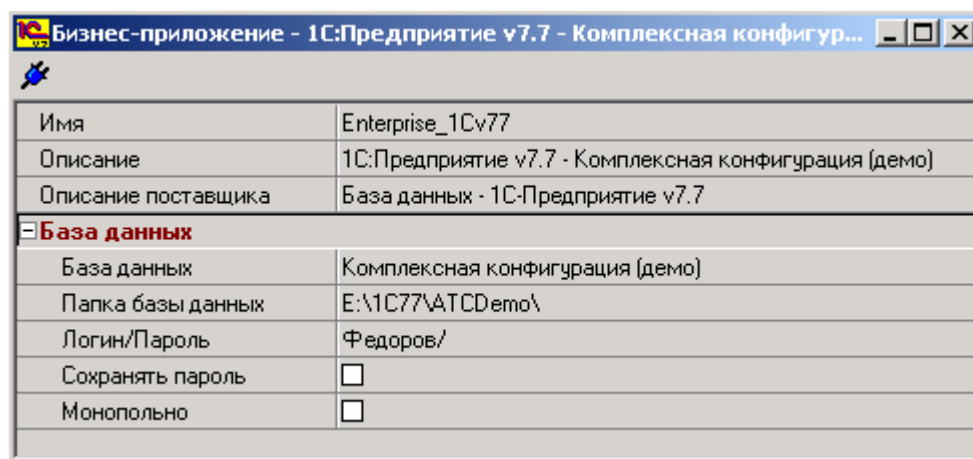 Бизнес-приложение - 1С:Предприятие v7.7 - Комплексная конфигур...
Имя Enterprise_1Cv77
Описание 1С:Предприятие v7.7 - Комплексная конфигурация (демо)
Описание поставщика База данных - 1С-Предприятие v7.7
База данных
База данных Комплексная конфигурация (демо)
Папка базы данных E:\1C77\ATCDemo\
Логин/Пароль Федоров/
Сохранять пароль
Монопольно